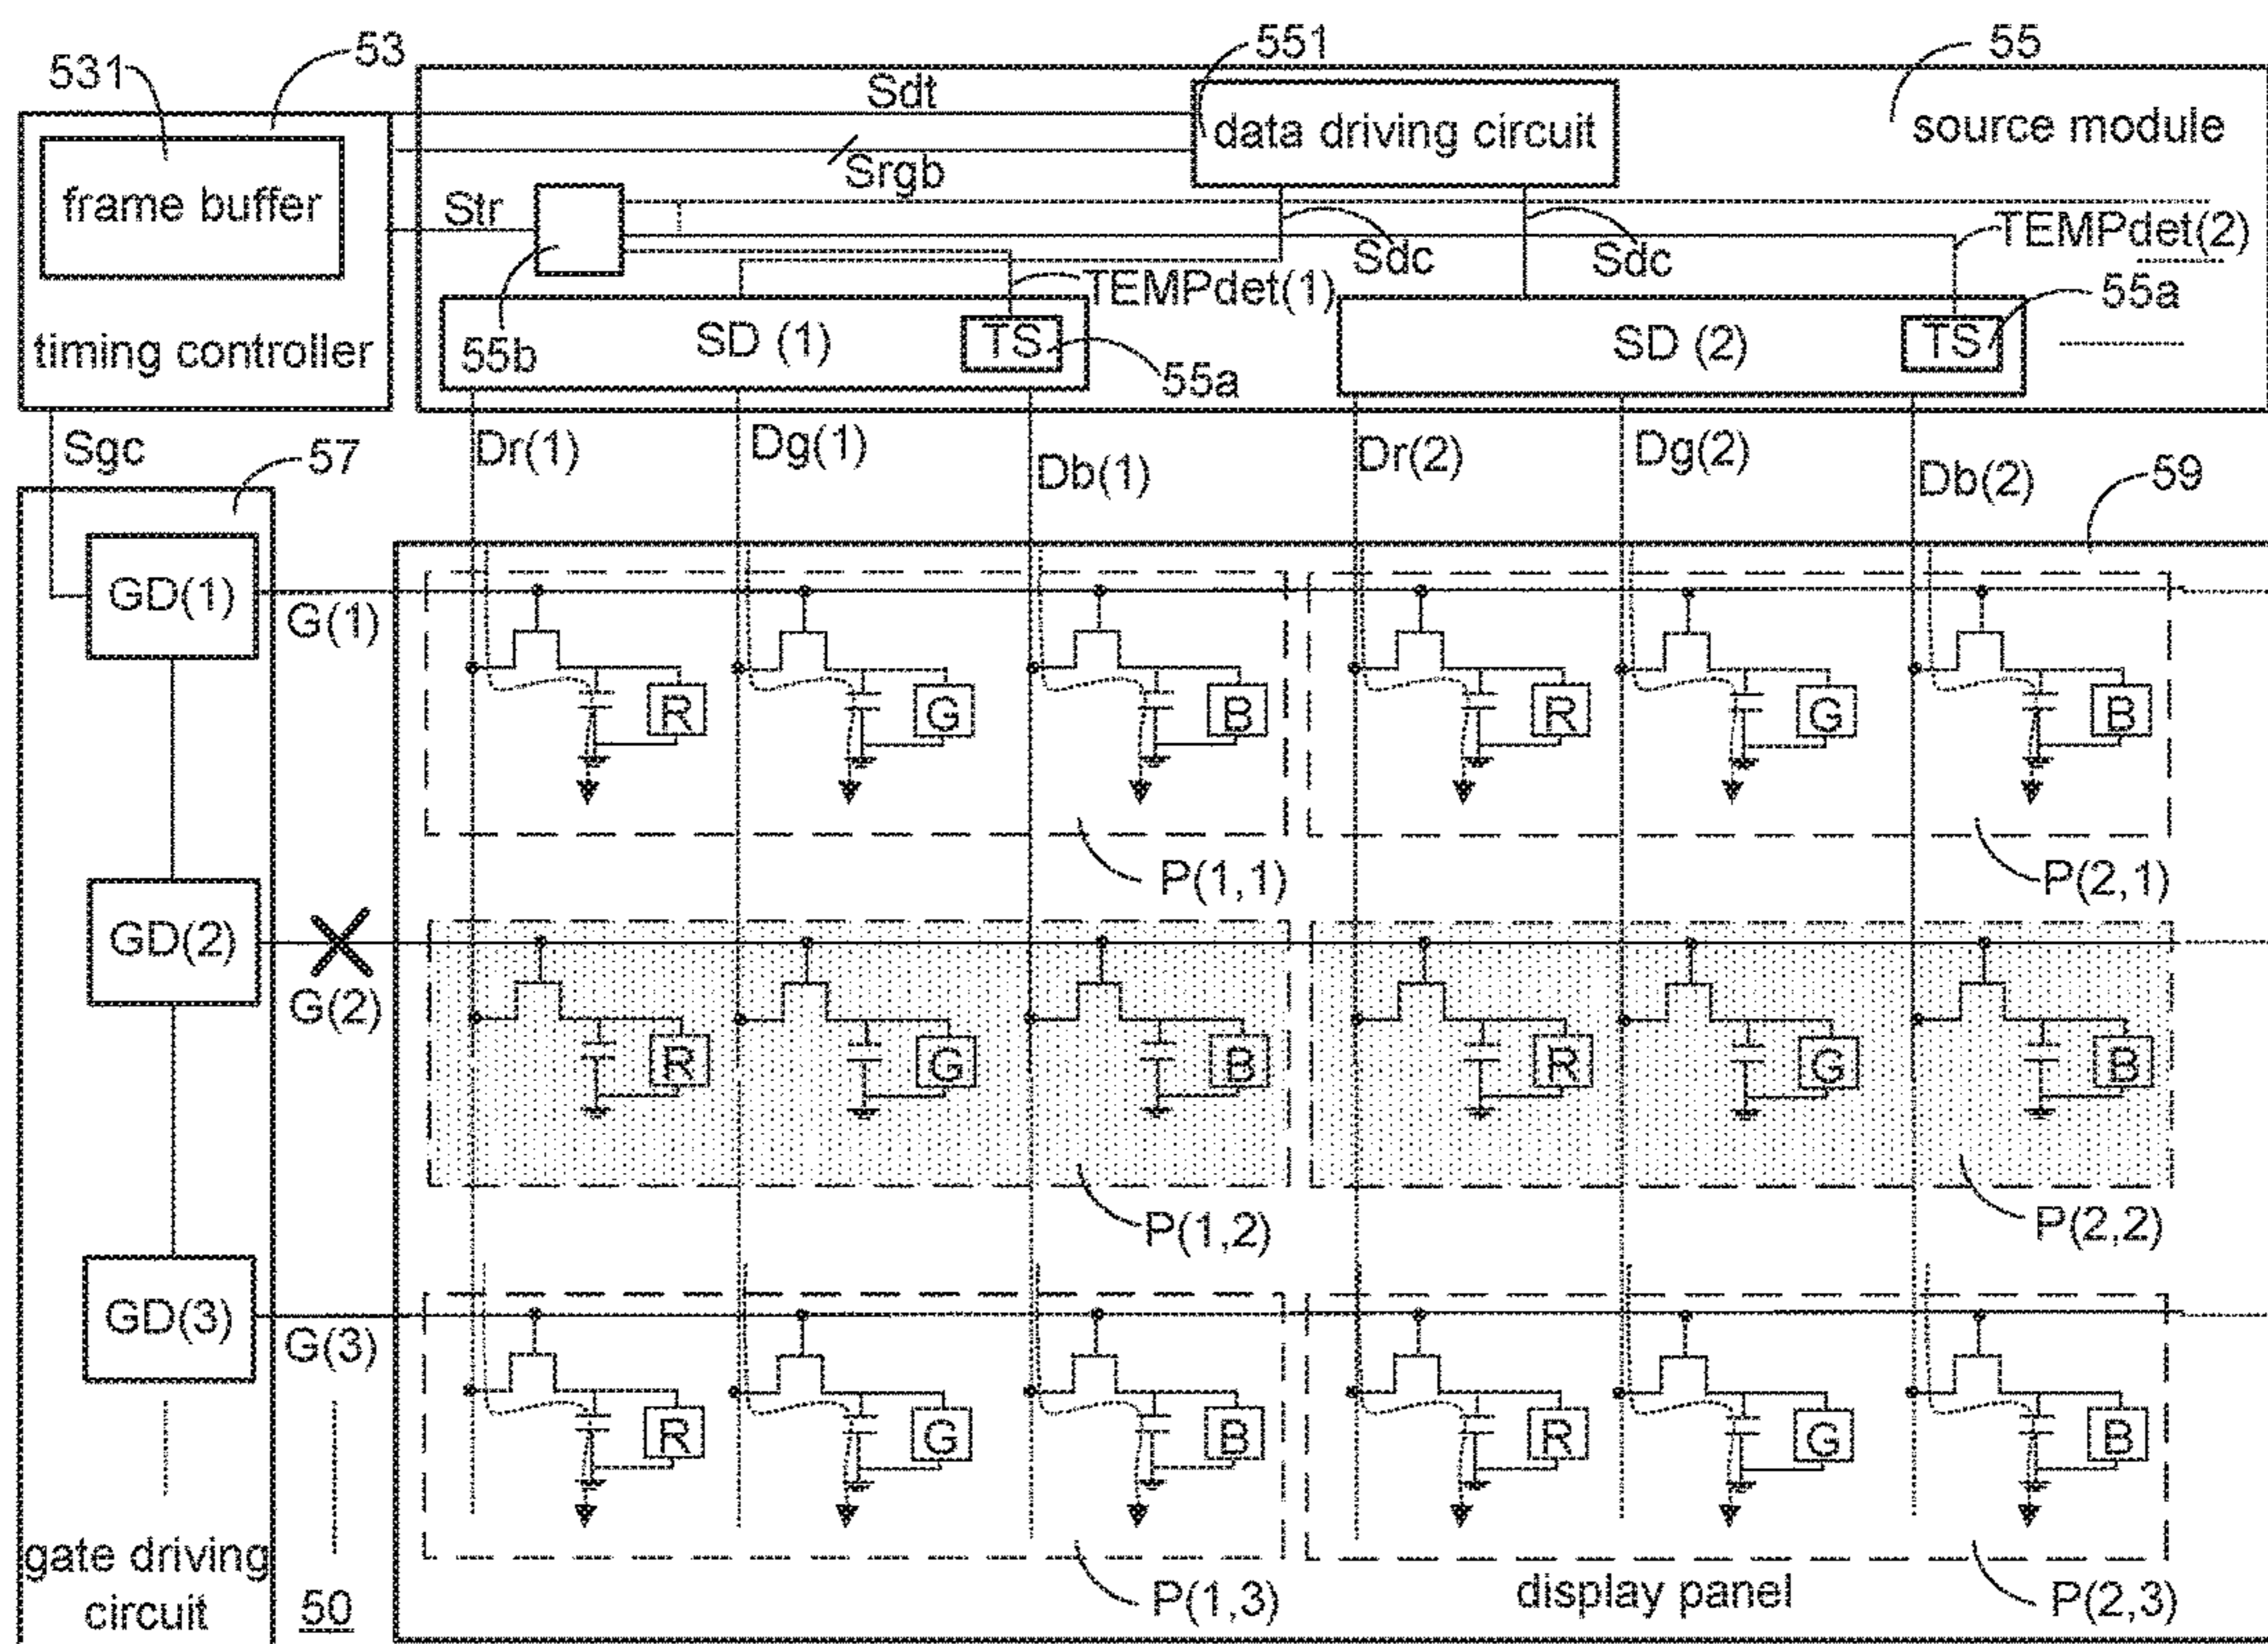 53
551
55
531
Sdt
data driving circuit
source module
Srgb
frame buffer
Str
TEMPdet(2)
Sdc
Sdc
TEMPdet(1)
55a
timing controller
55b
SD (1)
TS
55a
SD (2)
TS
Sgc
57
Dr(1)
Dg(1)
Db(1)
Dr(2)
Dg(2)
Db(2)
59
GD(1)
G(1)
R
G
B
R
G
B
P(1,1)
P(2,1)
GD(2)
G(2)
R
G
B
R
G
B
P(1,2)
P(2,2)
GD(3)
G(3)
R
G
B
R
G
B
gate driving
circuit
50
P(1,3)
display panel
P(2,3)